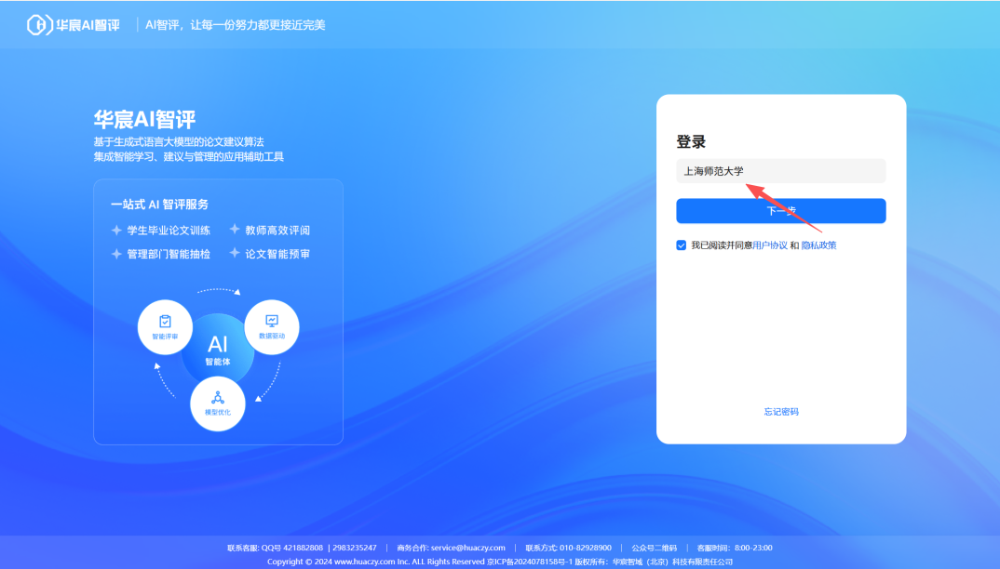 华宸AI智评
AI智评，让每一份努力都更接近完美
华宸AI智评
基于生成式语言大模型的论文建议算法
集成智能学习、建议与管理的应用辅助工具
一站式 AI 智评服务
学生毕业论文训练 教师高效评阅
管理部门智能抽检 论文智能预审
智能评审
数据驱动
AI
智能体
模型优化
登录
上海师范大学
下一步
我已阅读并同意用户协议 和 隐私政策
忘记密码
联系客服: QQ号 421882808 | 2983235247 | 商务合作: service@huaczy.com | 联系方式: 010-82928900 | 公众号二维码 | 客服时间：8:00-23:00
Copyright © 2024 www.huaczy.com Inc. ALL Rights Reserved 京ICP备2024078158号-1 版权所有：华宸智域（北京）科技有限责任公司